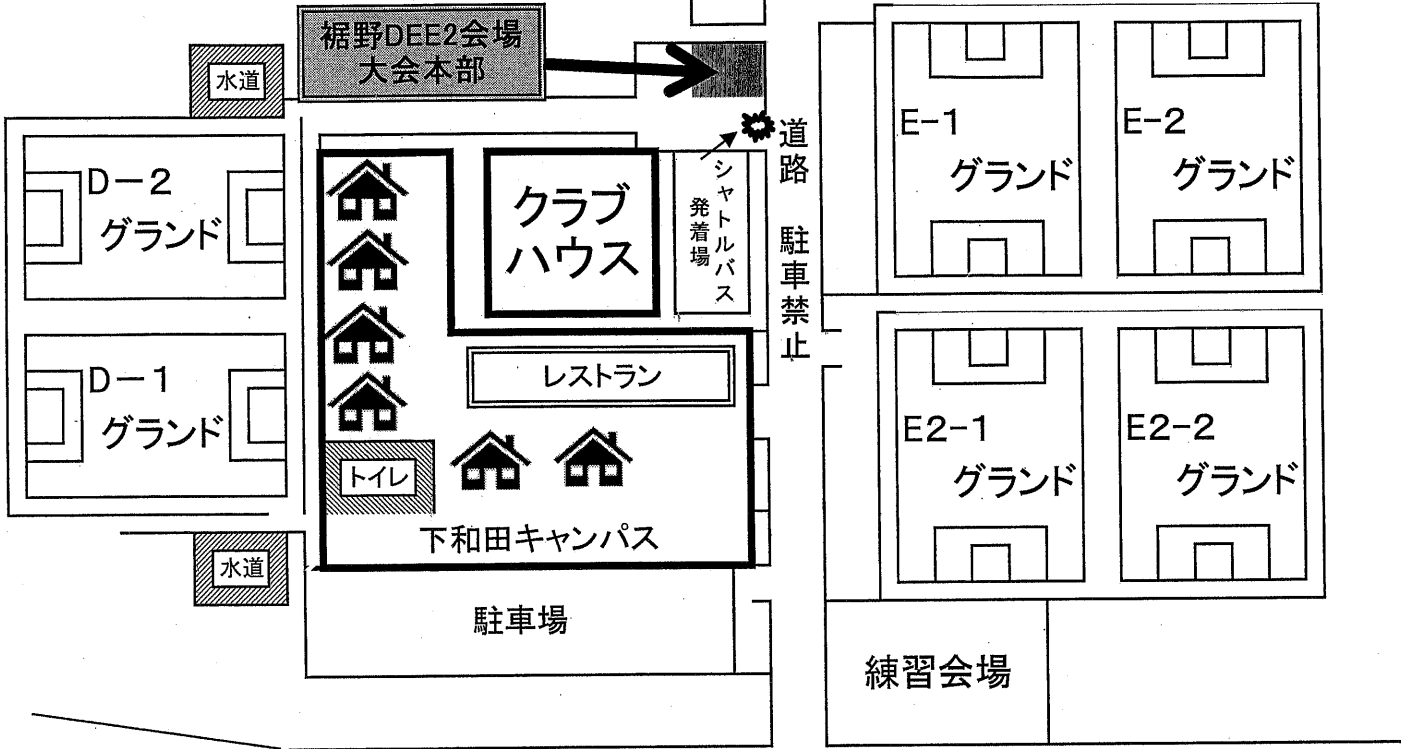 裾野DEE2会場
大会本部
水道
D-2
グランド
D-1
グランド
クラブ
ハウス
シャトルバス
発着場
道路 駐車禁止
E-1
グランド
E-2
グランド
レストラン
E2-1
グランド
E2-2
グランド
トイレ
下和田キャンパス
水道
駐車場
練習会場